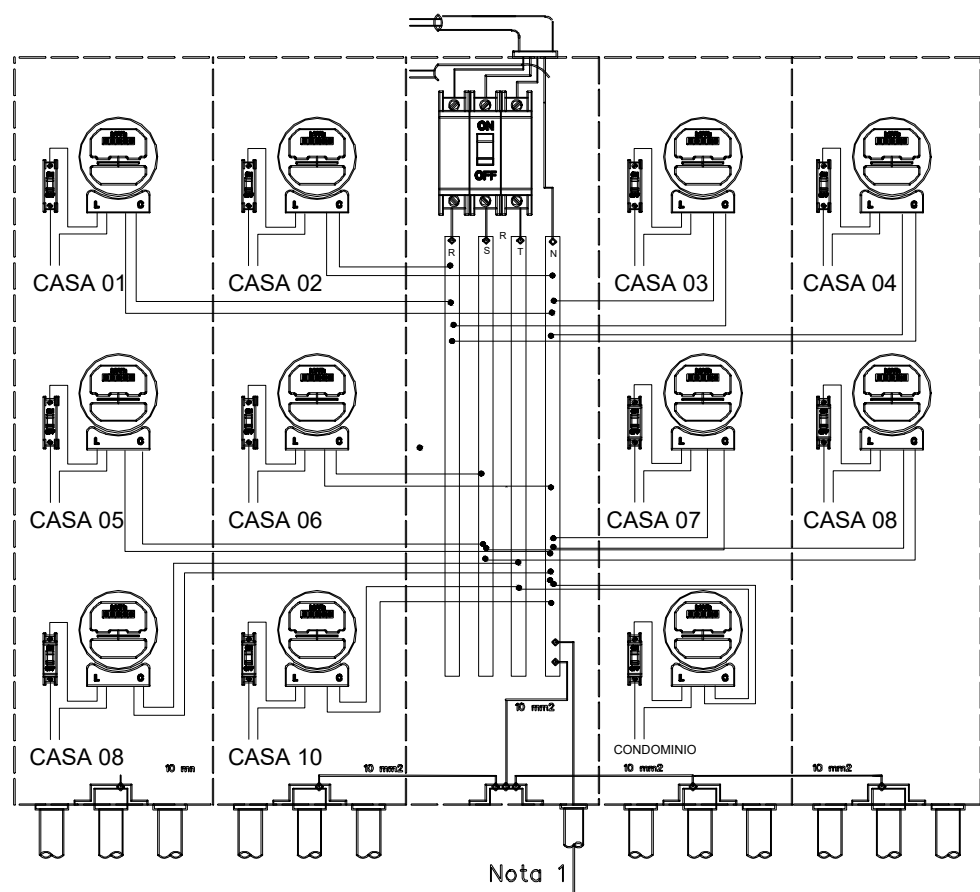 ON
OFF
L C
L C
L C
L C
R S R T N
CASA 01
CASA 02
CASA 03
CASA 04
L C
L C
L C
L C
CASA 05
CASA 06
CASA 07
CASA 08
L C
L C
L C
10 mm2
CASA 08
CASA 10
CONDOMINIO
10 mm
10 mm2
10 mm2
10 mm2
Nota 1